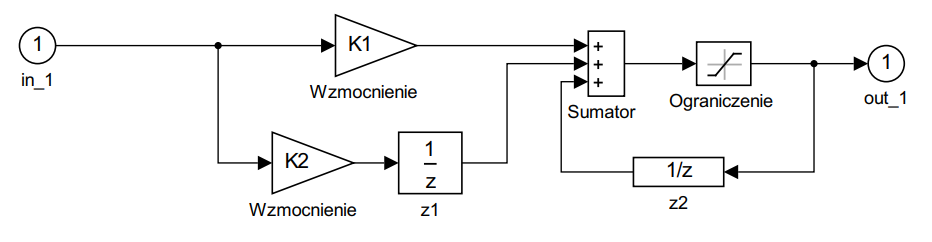 1
in_1
K1
Wzmocnienie
K2
Wzmocnienie
1
z
z1
+
+
+
Sumator
Ograniczenie
1
out_1
1/z
z2